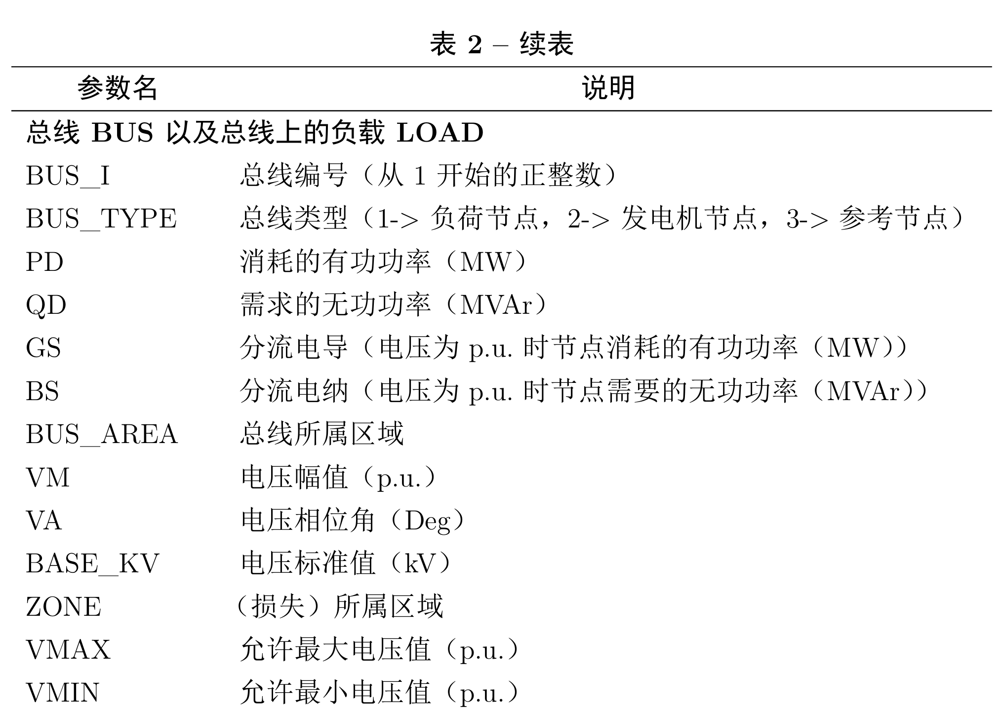 表 2 – 续表
参数名 说明
总线 BUS 以及总线上的负载 LOAD
BUS_I 总线编号（从 1 开始的正整数）
BUS_TYPE 总线类型（1-> 负荷节点，2-> 发电机节点，3-> 参考节点）
PD 消耗的有功功率（MW）
QD 需求的无功功率（MVAr）
GS 分流电导（电压为 p.u. 时节点消耗的有功功率（MW））
BS 分流电纳（电压为 p.u. 时节点需要的无功功率（MVAr））
BUS_AREA 总线所属区域
VM 电压幅值（p.u.）
VA 电压相位角（Deg）
BASE_KV 电压标准值（kV）
ZONE （损失）所属区域
VMAX 允许最大电压值（p.u.）
VMIN 允许最小电压值（p.u.）